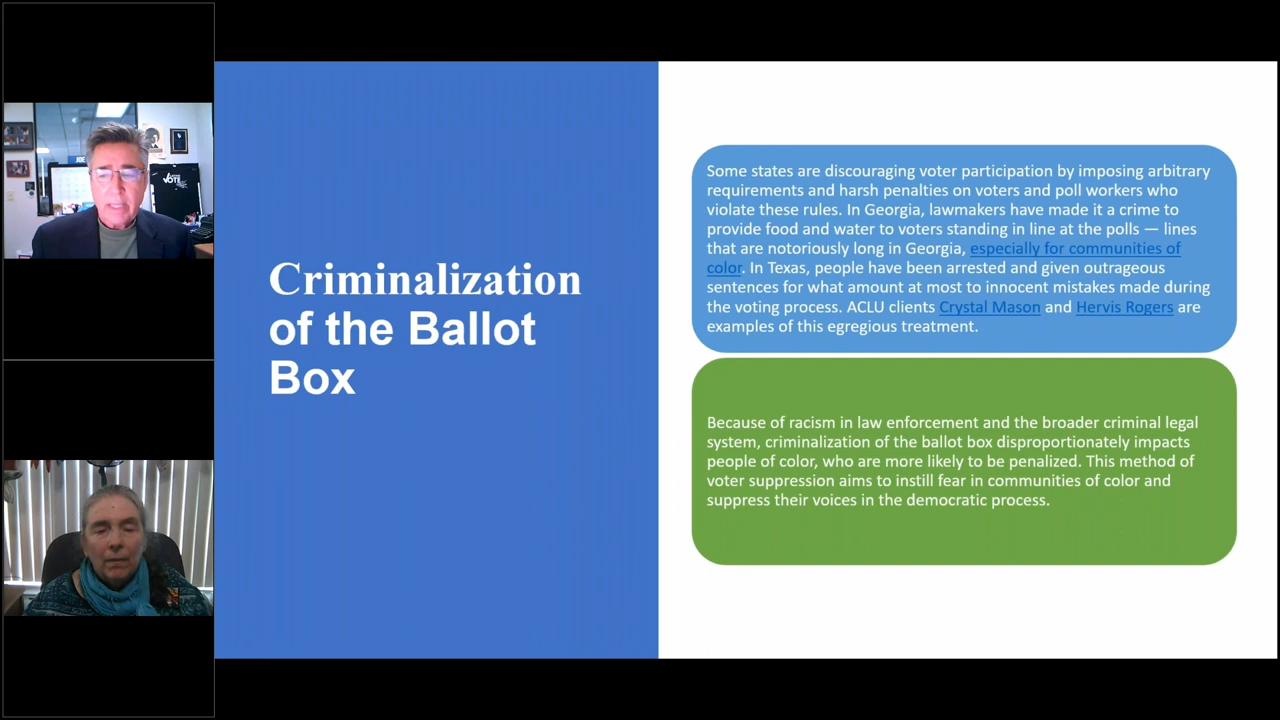 JOE
VOTE
Criminalization
of the Ballot
Box
Some states are discouraging voter participation by imposing arbitrary
requirements and harsh penalties on voters and poll workers who
violate these rules. In Georgia, lawmakers have made it a crime to
provide food and water to voters standing in line at the polls — lines
that are notoriously long in Georgia, especially for communities of
color. In Texas, people have been arrested and given outrageous
sentences for what amount at most to innocent mistakes made during
the voting process. ACLU clients Crystal Mason and Hervis Rogers are
examples of this egregious treatment.
Because of racism in law enforcement and the broader criminal legal
system, criminalization of the ballot box disproportionately impacts
people of color, who are more likely to be penalized. This method of
voter suppression aims to instill fear in communities of color and
suppress their voices in the democratic process.